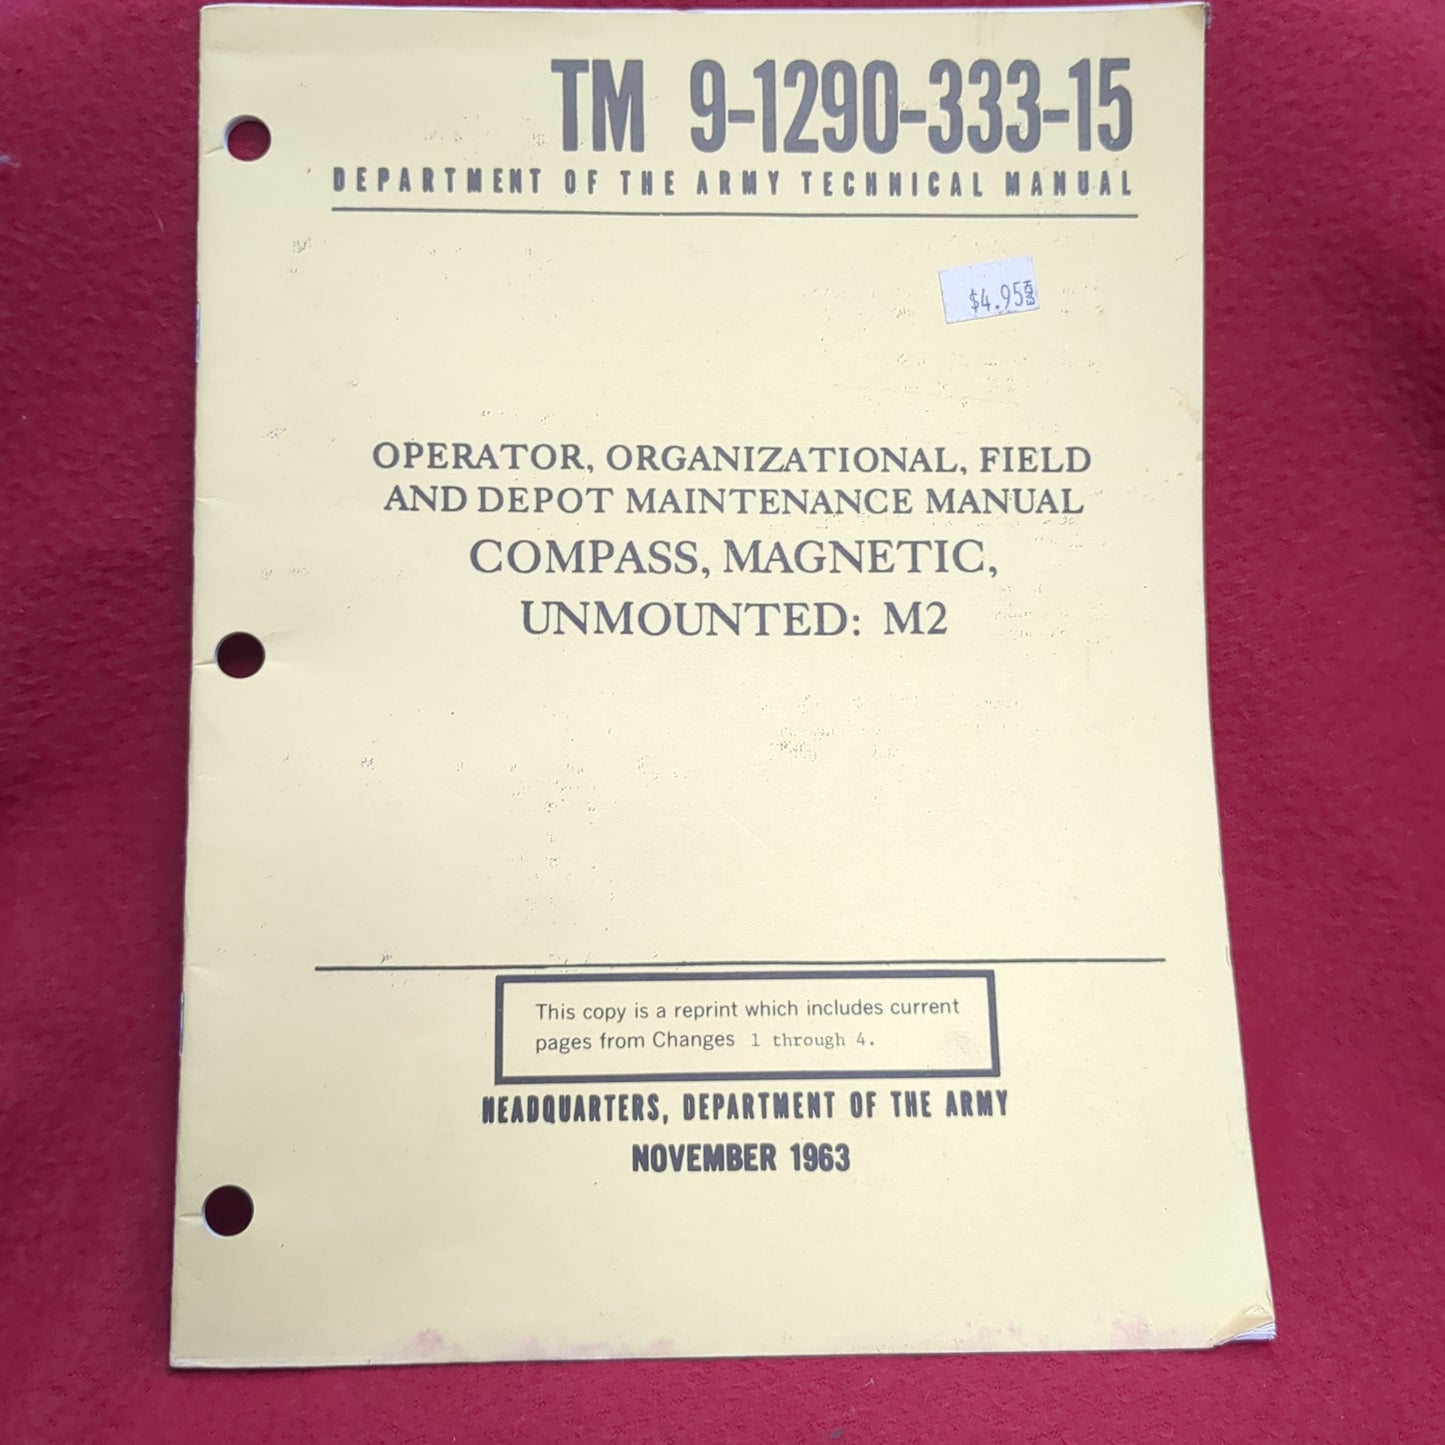 TM 9-1290-333-15
DEPARTMENT OF THE ARMY TECHNICAL MANUAL
$4.95 EACH
OPERATOR, ORGANIZATIONAL, FIELD
AND DEPOT MAINTENANCE MANUAL
COMPASS, MAGNETIC,
UNMOUNTED: M2
This copy is a reprint which includes current
pages from Changes 1 through 4.
HEADQUARTERS, DEPARTMENT OF THE ARMY
NOVEMBER 1963